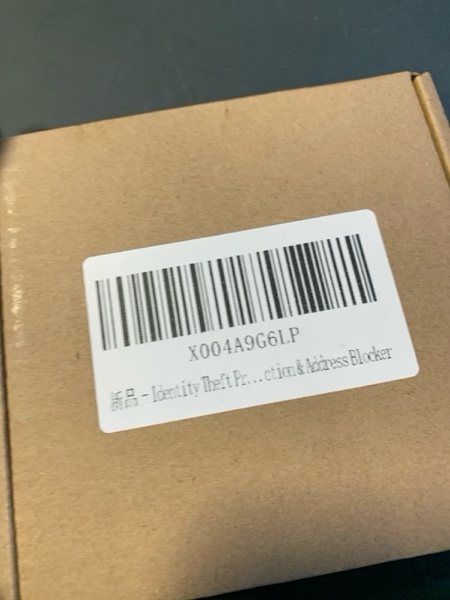 X004A9G6LP
新品 - Identity Theft Pr...ction & Address Blocker